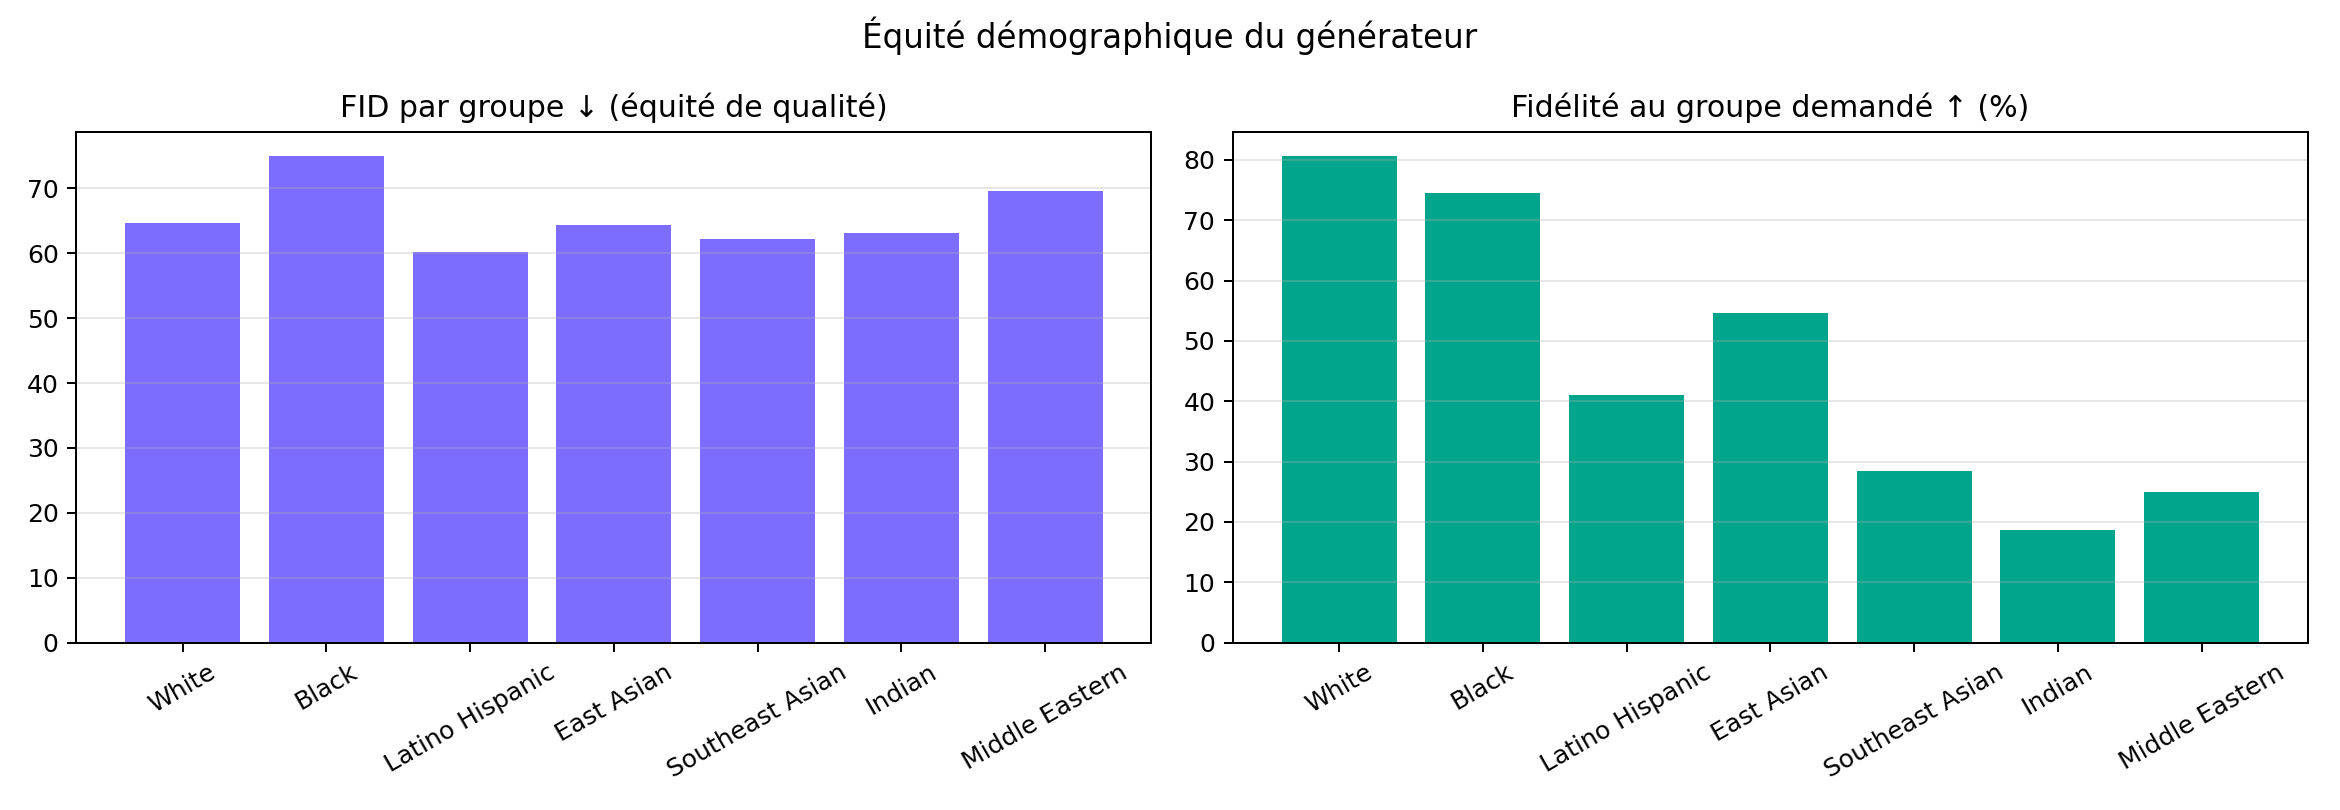 Équité démographique du générateur
FID par groupe ↓ (équité de qualité)
70
60
50
40
30
20
10
0
White
Black
Latino Hispanic
East Asian
Southeast Asian
Indian
Middle Eastern
Fidélité au groupe demandé ↑ (%)
80
70
60
50
40
30
20
10
0
White
Black
Latino Hispanic
East Asian
Southeast Asian
Indian
Middle Eastern